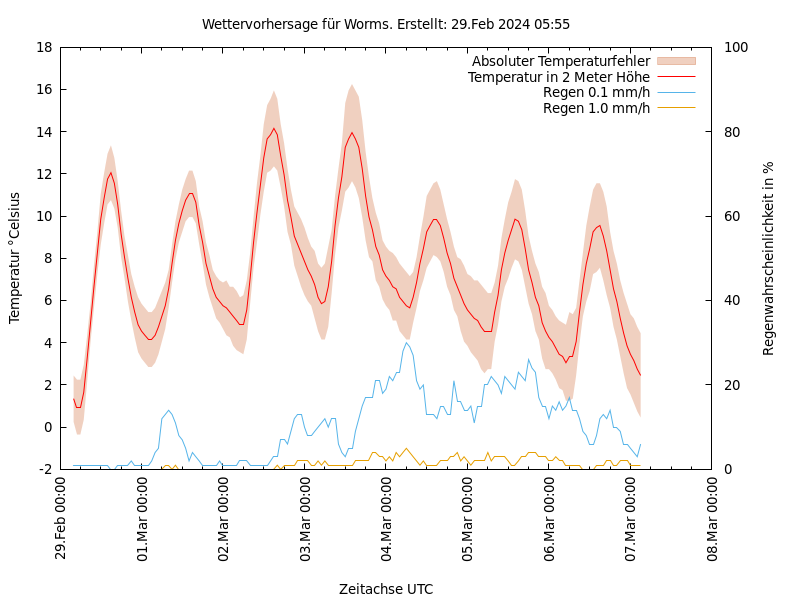 Wettervorhersage für Worms. Erstellt: 29.Feb 2024 05:55
Absoluter Temperaturfehler
Temperatur in 2 Meter Höhe
Regen 0.1 mm/h
Regen 1.0 mm/h
Temperatur °Celsius
18
16
14
12
10
8
6
4
2
0
-2
100
80
60
40
20
0
Regenwahrscheinlichkeit in %
29.Feb 00:00
01.Mar 00:00
02.Mar 00:00
03.Mar 00:00
04.Mar 00:00
05.Mar 00:00
06.Mar 00:00
07.Mar 00:00
08.Mar 00:00
Zeitachse UTC